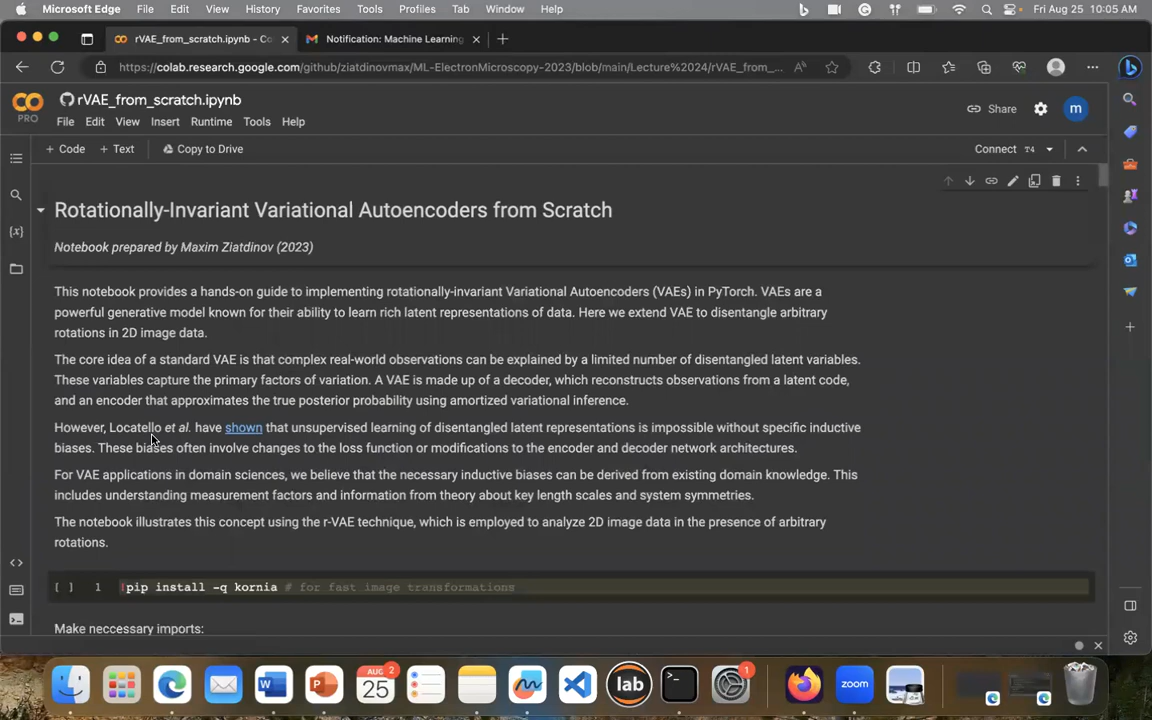 Microsoft Edge File Edit View History Favorites Tools Profiles Tab Window Help Fri Aug 25 10:05 AM
rVAE_from_scratch.ipynb - Co Notification: Machine Learning
https://colab.research.google.com/github/ziatdinovmax/ML-ElectronMicroscopy-2023/blob/main/Lecture%2024/rVAE_from_...
rVAE_from_scratch.ipynb
PRO
File Edit View Insert Runtime Tools Help
Share
m
+ Code + Text Copy to Drive
Connect T4
Rotationally-Invariant Variational Autoencoders from Scratch
Notebook prepared by Maxim Ziatdinov (2023)
This notebook provides a hands-on guide to implementing rotationally-invariant Variational Autoencoders (VAEs) in PyTorch. VAEs are a
powerful generative model known for their ability to learn rich latent representations of data. Here we extend VAE to disentangle arbitrary
rotations in 2D image data.
The core idea of a standard VAE is that complex real-world observations can be explained by a limited number of disentangled latent variables.
These variables capture the primary factors of variation. A VAE is made up of a decoder, which reconstructs observations from a latent code,
and an encoder that approximates the true posterior probability using amortized variational inference.
However, Locatello et al. have shown that unsupervised learning of disentangled latent representations is impossible without specific inductive
biases. These biases often involve changes to the loss function or modifications to the encoder and decoder network architectures.
For VAE applications in domain sciences, we believe that the necessary inductive biases can be derived from existing domain knowledge. This
includes understanding measurement factors and information from theory about key length scales and system symmetries.
The notebook illustrates this concept using the r-VAE technique, which is employed to analyze 2D image data in the presence of arbitrary
rotations.
[ ] 1 !pip install -q kornia # for fast image transformations
Make neccessary imports:
AUG 2
25
lab
zoom
1